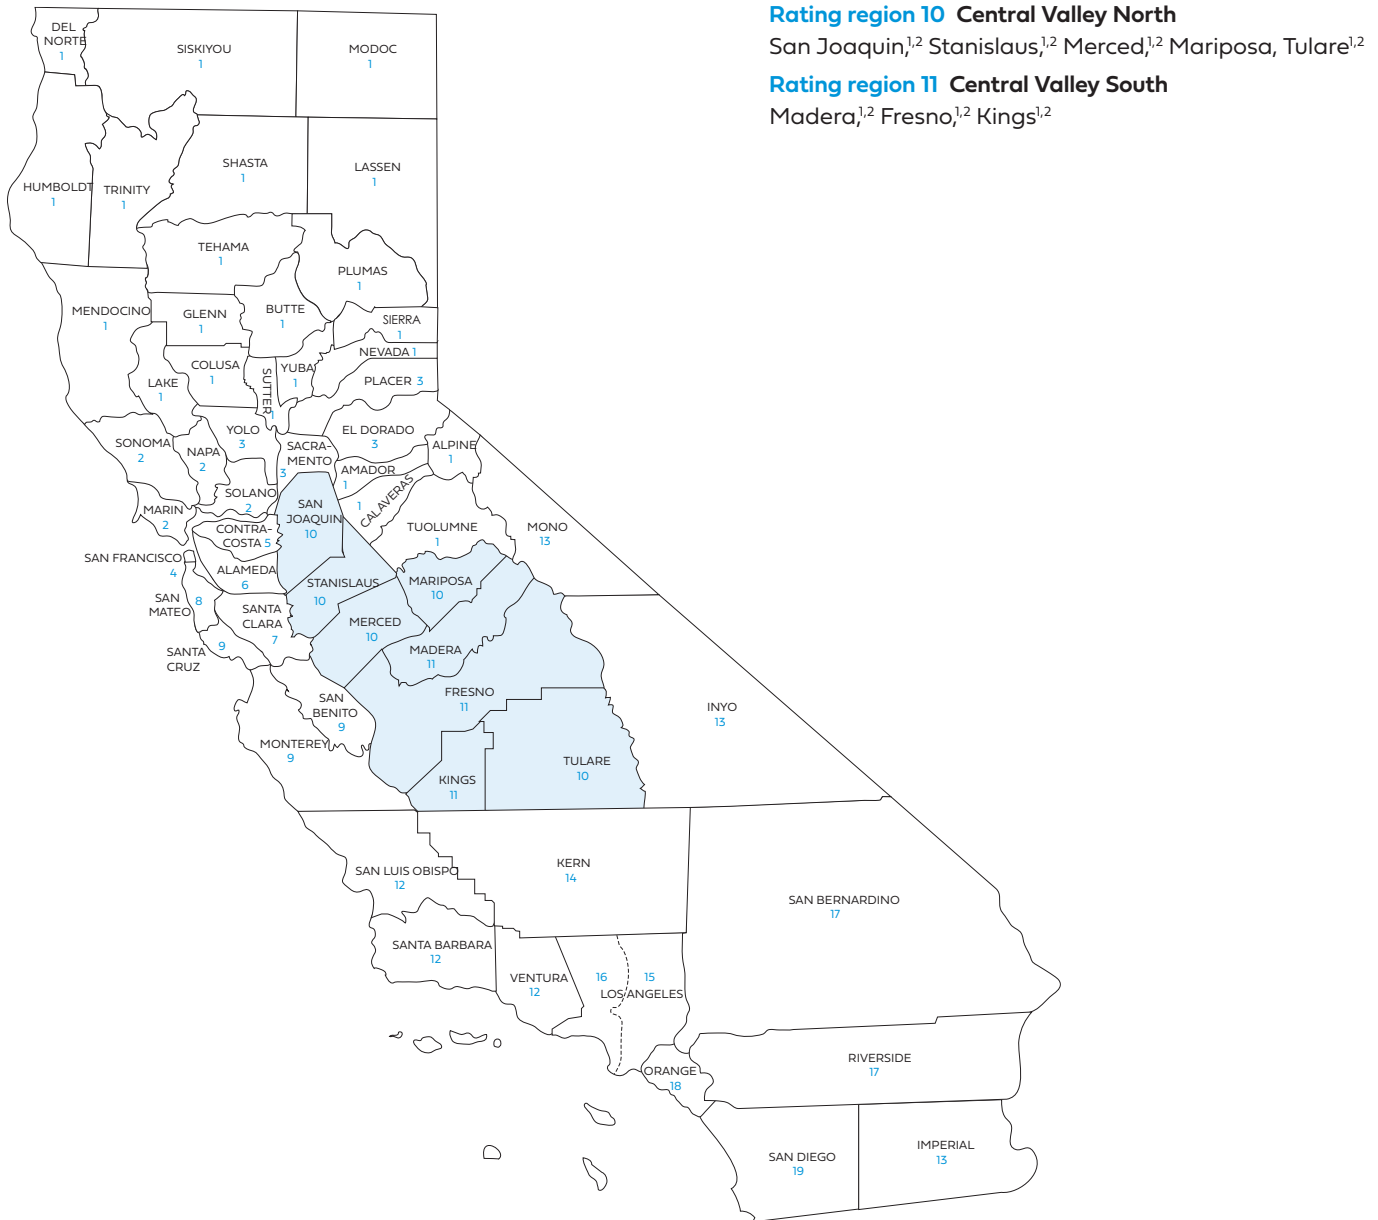 Rating region 10 Central Valley North
San Joaquin,1,2 Stanislaus,1,2 Merced,1,2 Mariposa, Tulare1,2
Rating region 11 Central Valley South
Madera,1,2 Fresno,1,2 Kings1,2
DEL
NORTE
1
SISKIYOU
1
MODOC
1
HUMBOLDT
1
TRINITY
1
SHASTA
1
LASSEN
1
TEHAMA
1
PLUMAS
1
MENDOCINO
1
GLENN
1
BUTTE
1
SIERRA
1
NEVADA 1
COLUSA
1
SUTTER
1
YUBA
1
PLACER 3
LAKE
1
SONOMA
2
NAPA
2
YOLO
3
SACRA-
MENTO
3
EL DORADO
3
ALPINE
1
AMADOR
1
CALAVERAS
1
SOLANO
2
MARIN
2
SAN
JOAQUIN
10
CONTRA-
COSTA 5
TUOLUMNE
1
MONO
13
SAN FRANCISCO
4
ALAMEDA
6
STANISLAUS
10
MARIPOSA
10
SAN
MATEO
8
SANTA
CLARA
7
MERCED
10
SANTA
CRUZ
9
MADERA
11
SAN
BENITO
9
FRESNO
11
INYO
13
MONTEREY
9
KINGS
11
TULARE
10
SAN LUIS OBISPO
12
KERN
14
SAN BERNARDINO
17
SANTA BARBARA
12
VENTURA
12
16
15
LOS ANGELES
ORANGE
18
RIVERSIDE
17
SAN DIEGO
19
IMPERIAL
13